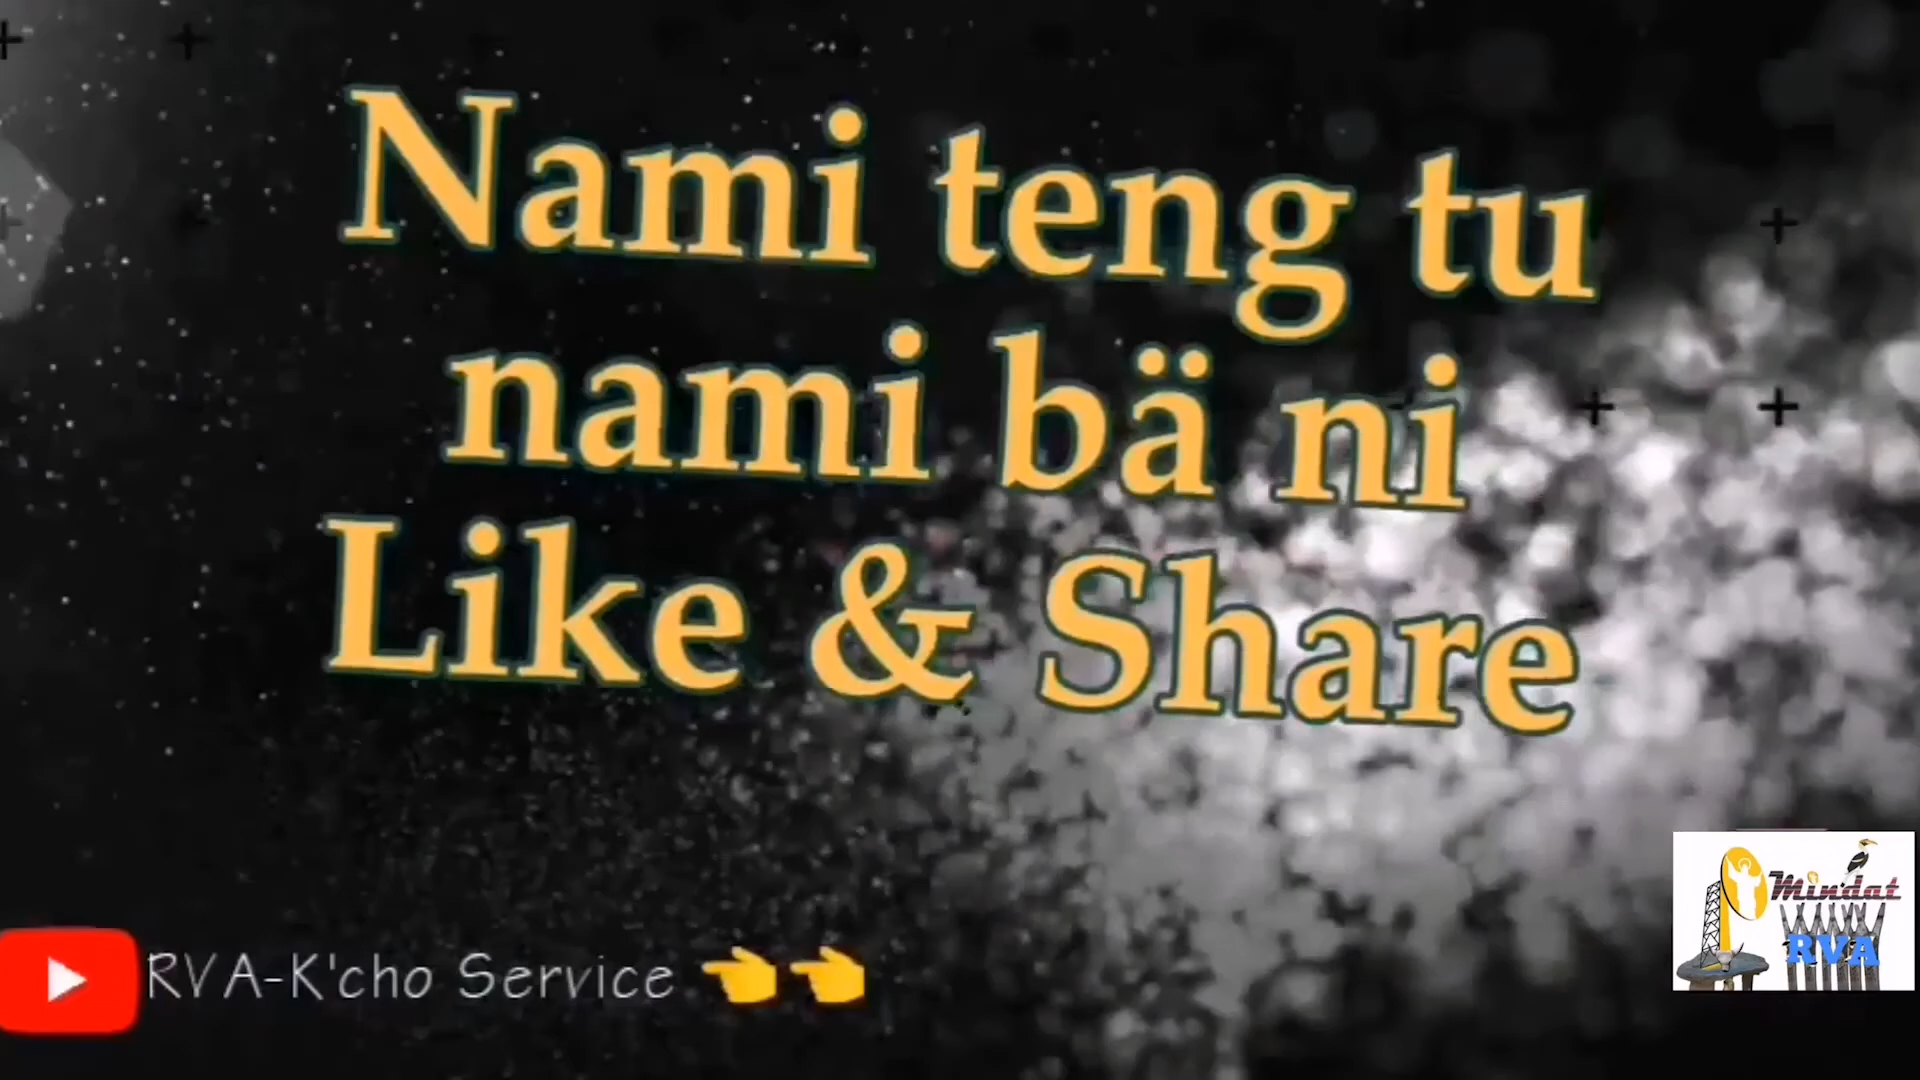 Nami teng tu
nami bä ni
Like & Share
RVA-K'cho Service 👈👈
Mindat
RVA